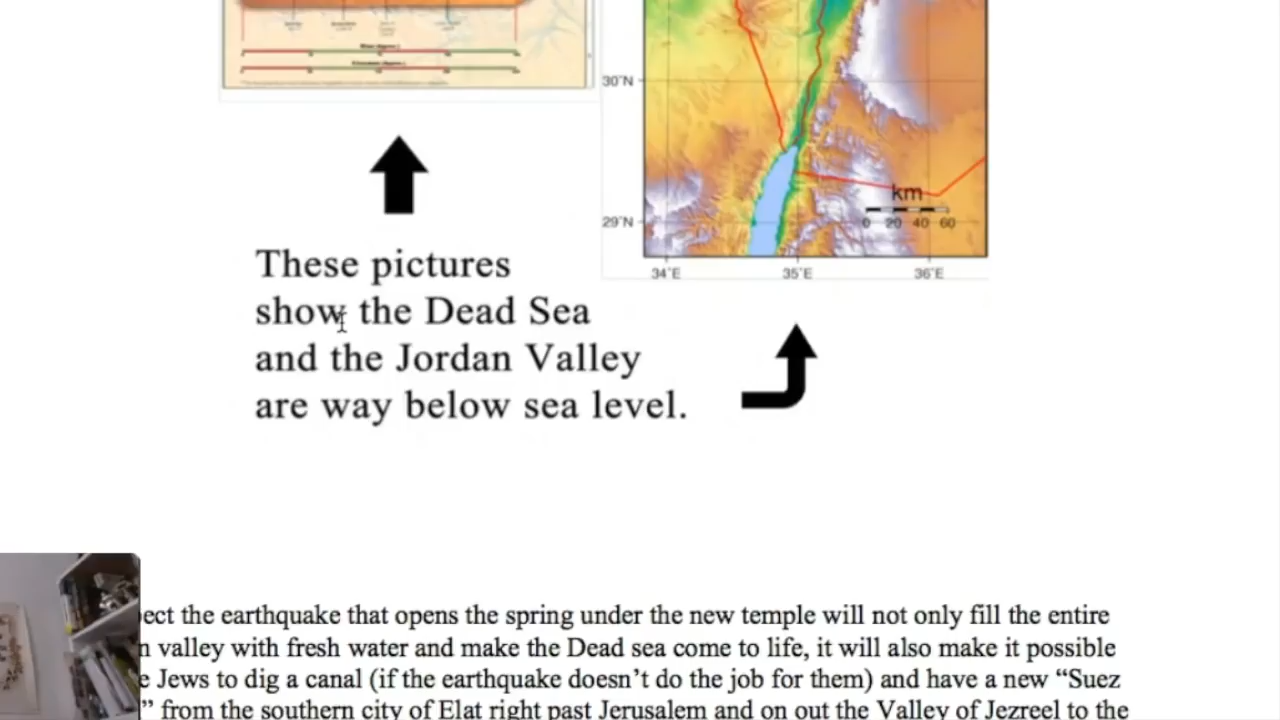 30°N
29°N
km
0 20 40 60
34°E 35°E 36°E
These pictures
show the Dead Sea
and the Jordan Valley
are way below sea level.
ect the earthquake that opens the spring under the new temple will not only fill the entire
n valley with fresh water and make the Dead sea come to life, it will also make it possible
e Jews to dig a canal (if the earthquake doesn’t do the job for them) and have a new “Suez
” from the southern city of Elat right past Jerusalem and on out the Valley of Jezreel to the